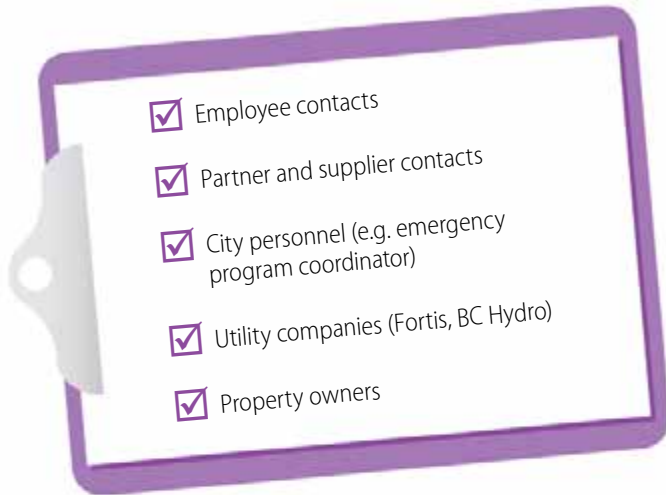 Employee contacts
Partner and supplier contacts
City personnel (e.g. emergency
program coordinator)
Utility companies (Fortis, BC Hydro)
Property owners